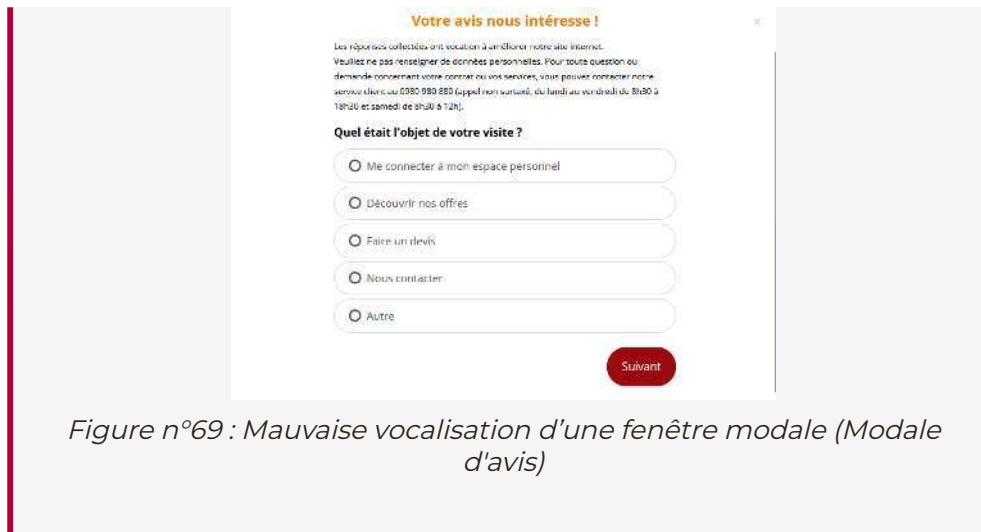 Votre avis nous intéresse !
×
Les réponses collectées ont vocation à améliorer notre site internet.
Veuillez ne pas renseigner de données personnelles. Pour toute question ou
demande concernant votre contrat ou vos services, vous pouvez contacter notre
service client au 0980 980 880 (appel non surtaxé, du lundi au vendredi de 8h30 à
18h30 et samedi de 8h30 à 12h).
Quel était l'objet de votre visite ?
Me connecter à mon espace personnel
Découvrir nos offres
Faire un devis
Nous contacter
Autre
Suivant
Figure n°69 : Mauvaise vocalisation d’une fenêtre modale (Modale
d'avis)